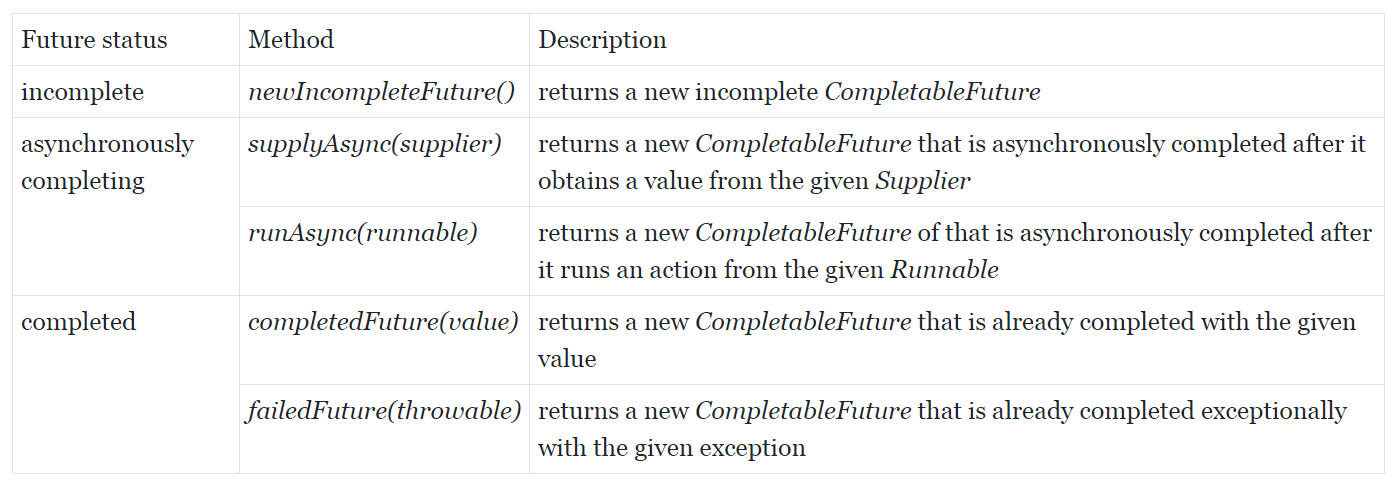 Future status Method Description
incomplete newIncompleteFuture() returns a new incomplete CompletableFuture
asynchronously supplyAsync(supplier) returns a new CompletableFuture that is asynchronously completed after it
completing obtains a value from the given Supplier
runAsync(runnable) returns a new CompletableFuture of that is asynchronously completed after
it runs an action from the given Runnable
completed completedFuture(value) returns a new CompletableFuture that is already completed with the given
value
failedFuture(throwable) returns a new CompletableFuture that is already completed exceptionally
with the given exception